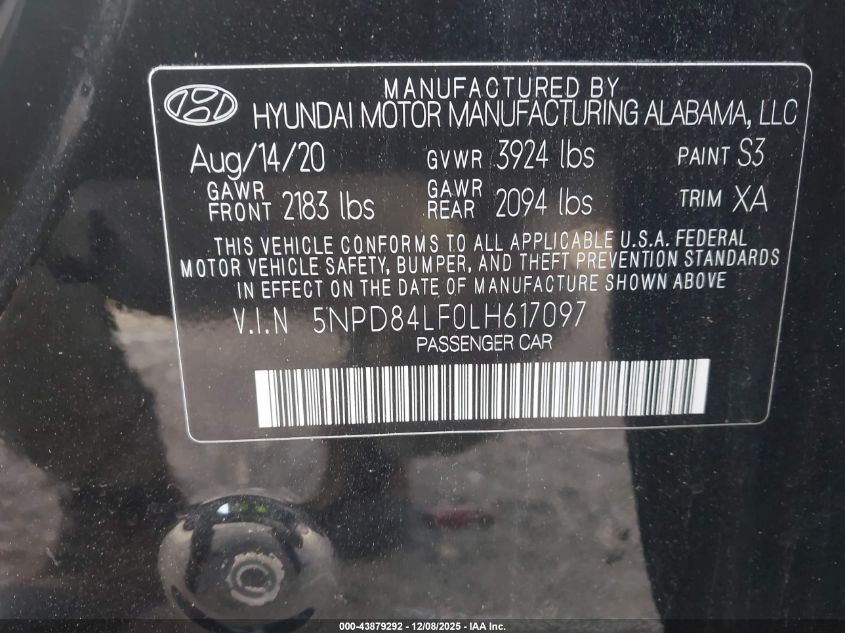 MANUFACTURED BY
HYUNDAI MOTOR MANUFACTURING ALABAMA, LLC
Aug/14/20 GVWR 3924 lbs PAINT S3
GAWR FRONT 2183 lbs GAWR REAR 2094 lbs TRIM XA
THIS VEHICLE CONFORMS TO ALL APPLICABLE U.S.A. FEDERAL
MOTOR VEHICLE SAFETY, BUMPER, AND THEFT PREVENTION STANDARDS
IN EFFECT ON THE DATE OF MANUFACTURE SHOWN ABOVE
V.I.N 5NPD84LF0LH617097
PASSENGER CAR
000-43879292 - 12/08/2025 - IAA Inc.